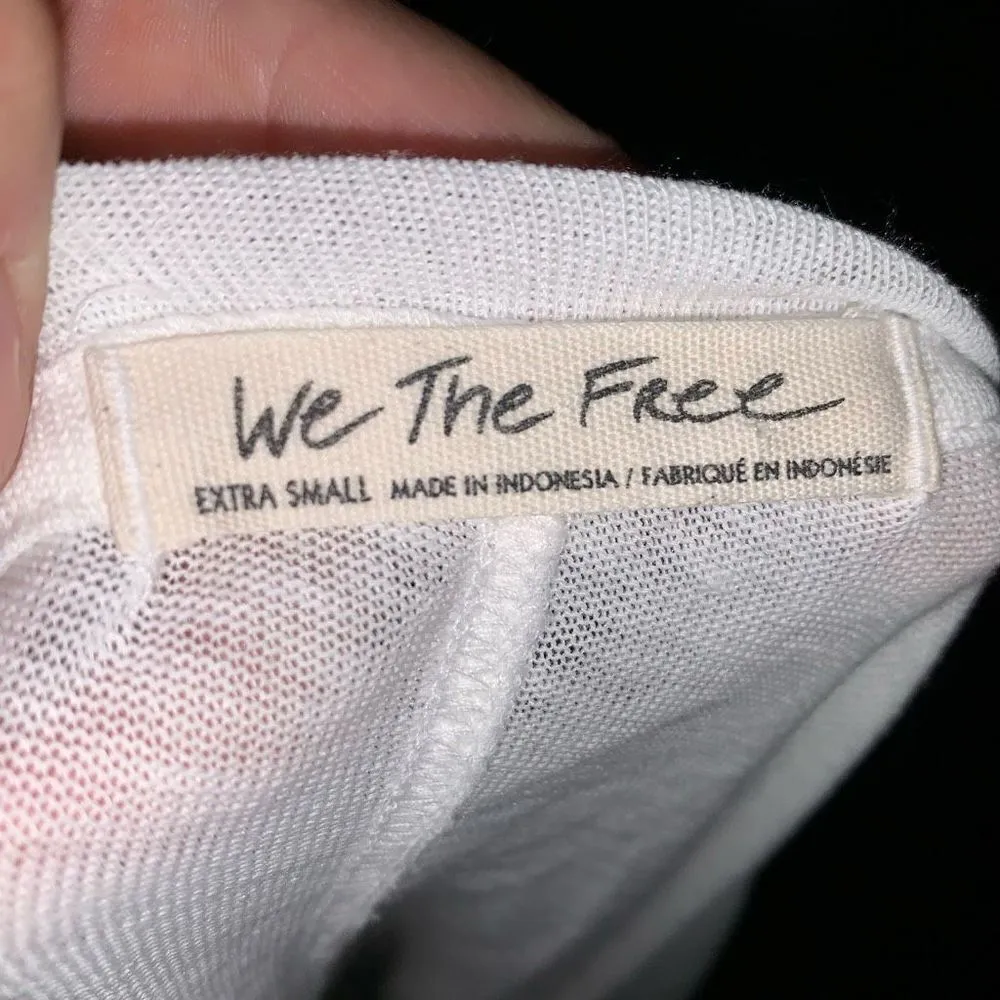 We The Free
EXTRA SMALL MADE IN INDONESIA / FABRIQUÉ EN INDONÉSIE